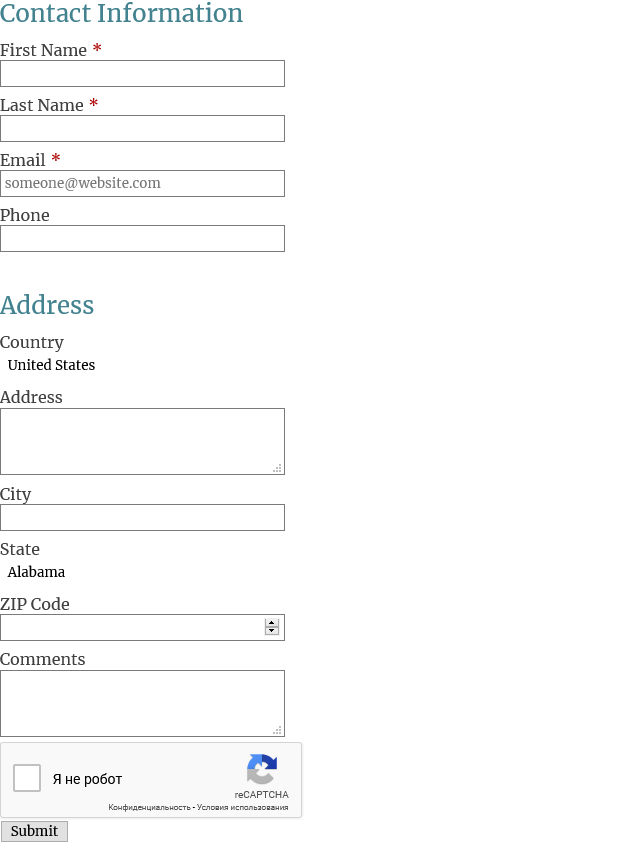 Contact Information
First Name *
Last Name *
Email *
someone@website.com
Phone
Address
Country
United States
Address
City
State
Alabama
ZIP Code
Comments
Я не робот
reCAPTCHA
Конфиденциальность - Условия использования
Submit